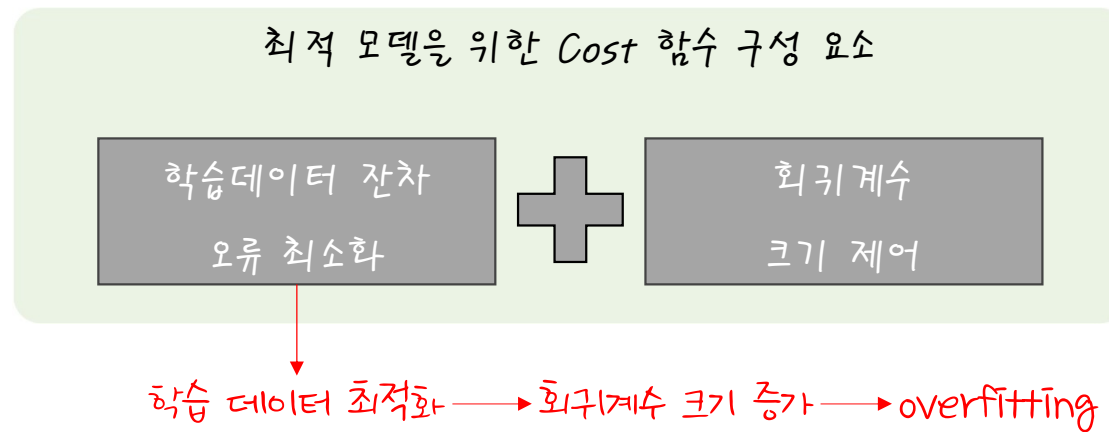 최적 모델을 위한 Cost 함수 구성 요소
학습데이터 잔차
오류 최소화
회귀계수
크기 제어
학습 데이터 최적화 회귀계수 크기 증가 overfitting